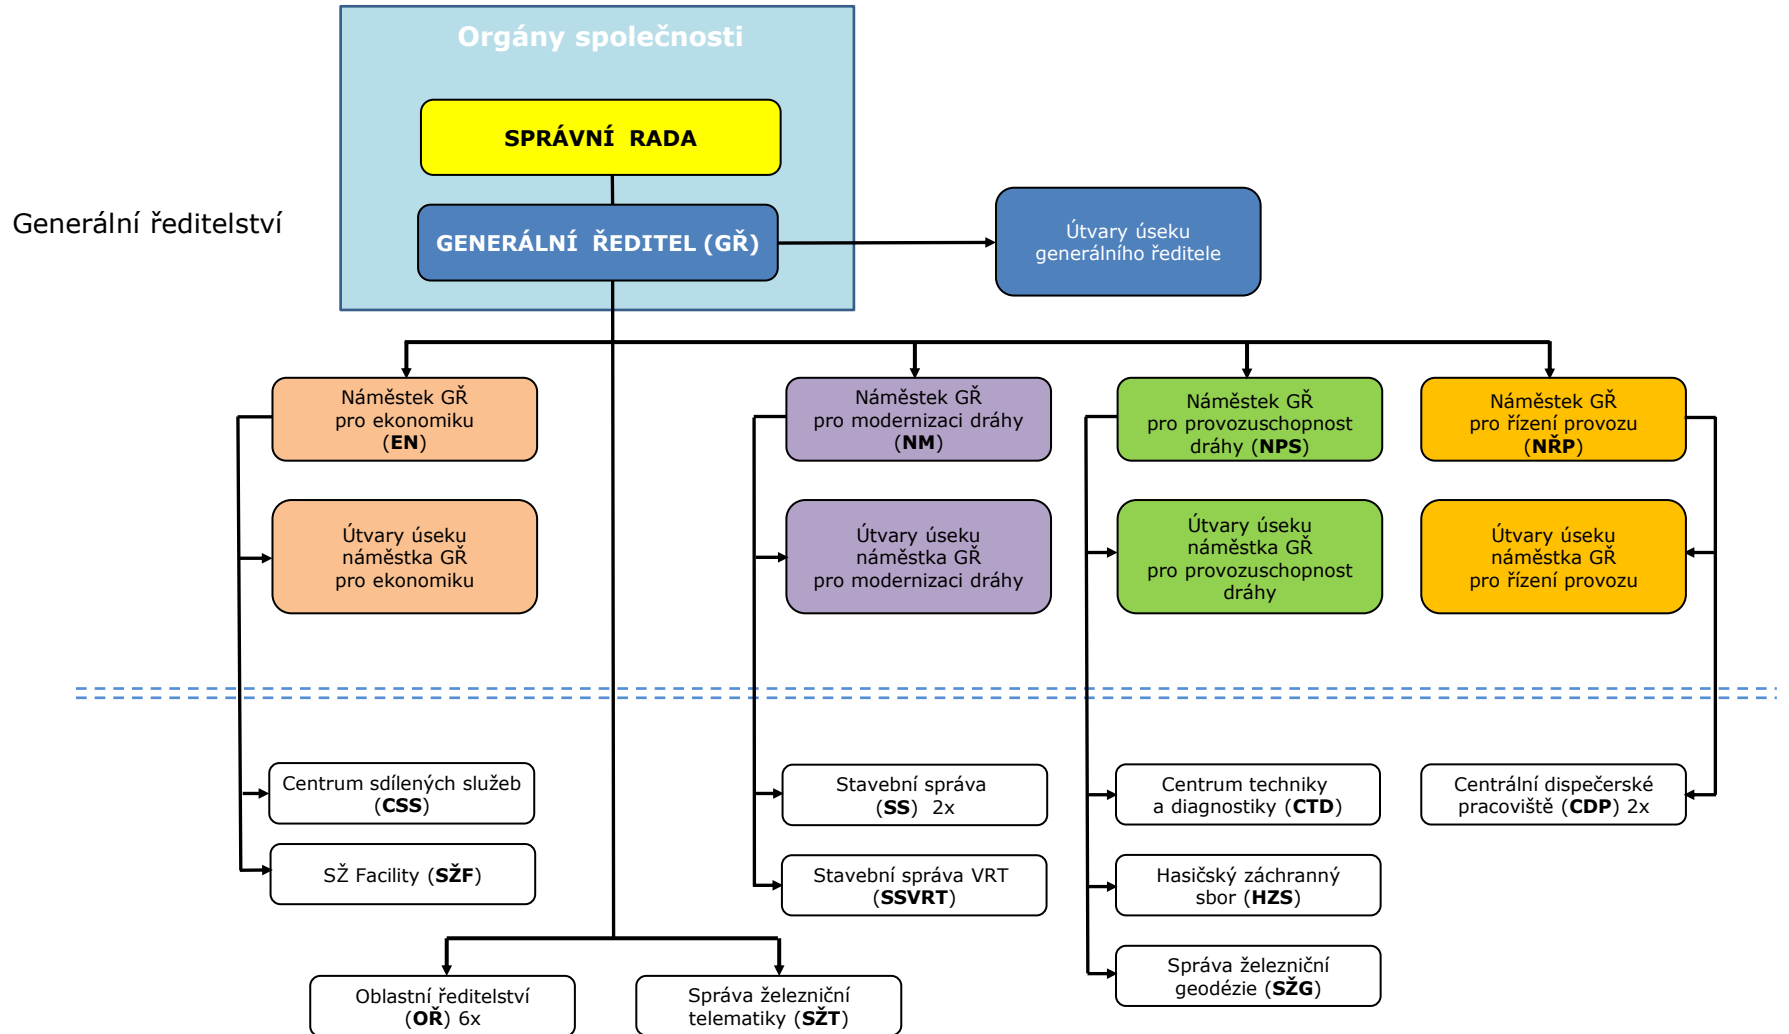 Orgány společnosti
SPRÁVNÍ RADA
Generální ředitelství
GENERÁLNÍ ŘEDITEL (GŘ)
Útvary úseku
generálního ředitele
Náměstek GŘ
pro ekonomiku
(EN)
Náměstek GŘ
pro modernizaci dráhy
(NM)
Náměstek GŘ
pro provozuschopnost
dráhy (NPS)
Náměstek GŘ
pro řízení provozu
(NŘP)
Útvary úseku
náměstka GŘ
pro ekonomiku
Útvary úseku
náměstka GŘ
pro modernizaci dráhy
Útvary úseku
náměstka GŘ
pro provozuschopnost
dráhy
Útvary úseku
náměstka GŘ
pro řízení provozu
Centrum sdílených služeb
(CSS)
Stavební správa
(SS) 2x
Centrum techniky
a diagnostiky (CTD)
Centrální dispečerské
pracoviště (CDP) 2x
SŽ Facility (SŽF)
Stavební správa VRT
(SSVRT)
Hasičský záchranný
sbor (HZS)
Správa železniční
geodézie (SŽG)
Oblastní ředitelství
(OŘ) 6x
Správa železniční
telematiky (SŽT)